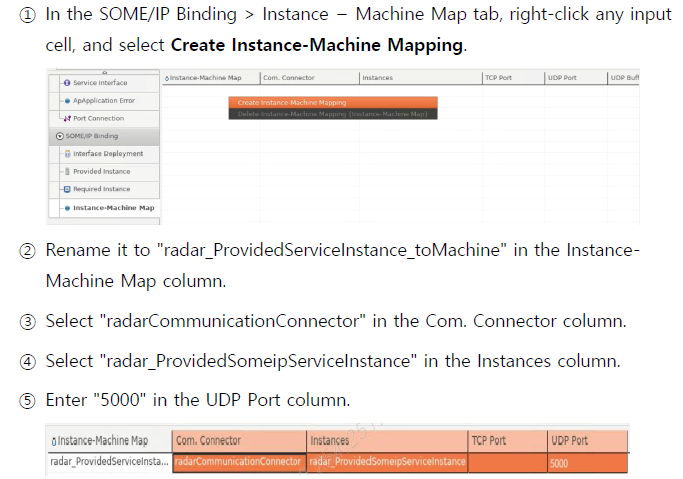 ① In the SOME/IP Binding > Instance – Machine Map tab, right-click any input
cell, and select Create Instance-Machine Mapping.
Instance-Machine Map Com. Connector Instances TCP Port UDP Port UDP Buff
Service Interface
ApApplication Error
Create Instance-Machine Mapping
Delete Instance-Machine Mapping [Instance-Machine Map]
Port Connection
SOME/IP Binding
Interface Deployment
Provided Instance
Required Instance
Instance-Machine Map
② Rename it to "radar_ProvidedServiceInstance_toMachine" in the Instance-
Machine Map column.
③ Select "radarCommunicationConnector" in the Com. Connector column.
④ Select "radar_ProvidedSomeipServiceInstance" in the Instances column.
⑤ Enter "5000" in the UDP Port column.
Instance-Machine Map Com. Connector Instances TCP Port UDP Port
radar_ProvidedServiceInsta... radarCommunicationConnector radar_ProvidedSomeipServiceInstance 5000